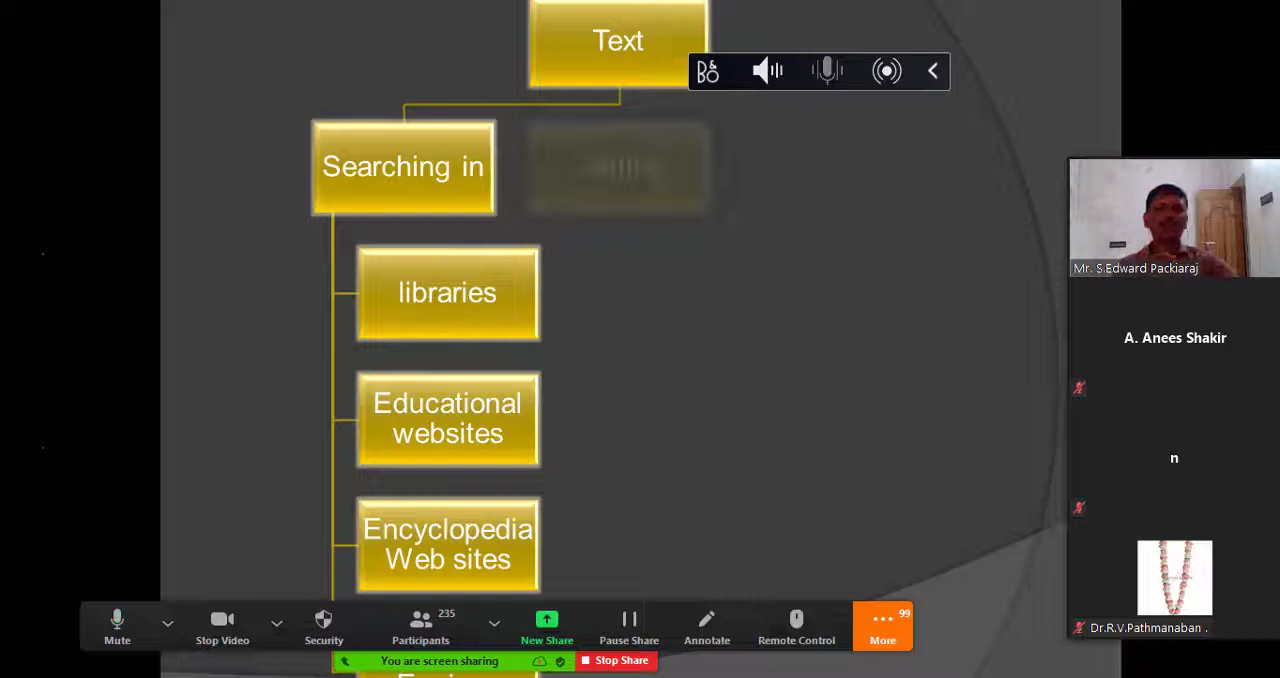 Text
B&O
Searching in
libraries
Educational
websites
Encyclopedia
Web sites
Mr. S.Edward Packiaraj
A. Anees Shakir
n
Dr.R.V.Pathmanaban .
235
99
Mute
Stop Video
Security
Participants
New Share
Pause Share
Annotate
Remote Control
More
You are screen sharing
Stop Share